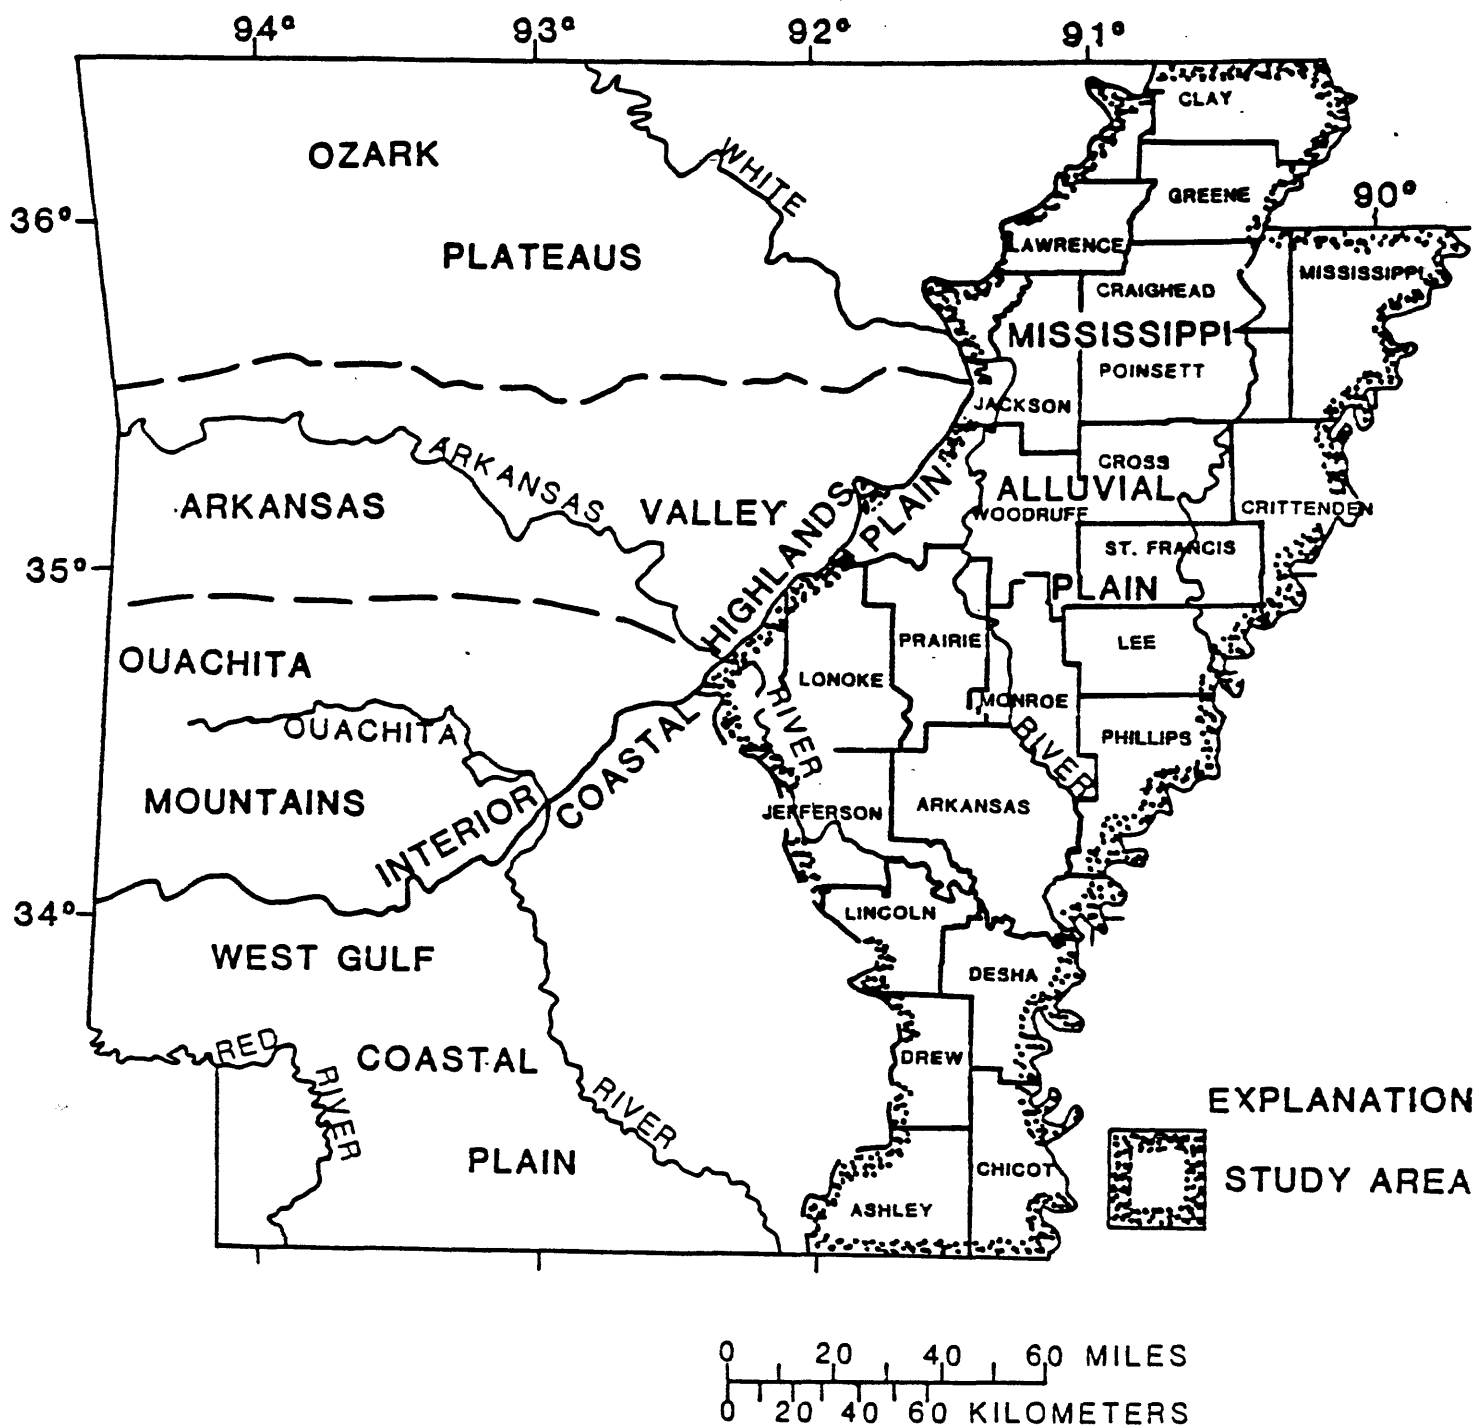 94° 93° 92° 91°
CLAY
OZARK
WHITE
GREENE
90°
36°
LAWRENCE
PLATEAUS
MISSISSIPPI
CRAIGHEAD
MISSISSIPPI
POINSETT
JACKSON
ARKANSAS
CROSS
ALLUVIAL
ARKANSAS
VALLEY
PLAIN
WOODRUFF
CRITTENDEN
35°
ST. FRANCIS
PLAIN
HIGHLANDS
PRAIRIE
LEE
OUACHITA
LONOKE
MONROE
RIVER
OUACHITA
COASTAL
RIVER
PHILLIPS
MOUNTAINS
INTERIOR
JEFFERSON
ARKANSAS
34°
LINCOLN
WEST GULF
DESHA
RED
COASTAL
DREW
RIVER
RIVER
EXPLANATION
PLAIN
CHICOT
STUDY AREA
ASHLEY
0 20 40 60 MILES
0 20 40 60 KILOMETERS